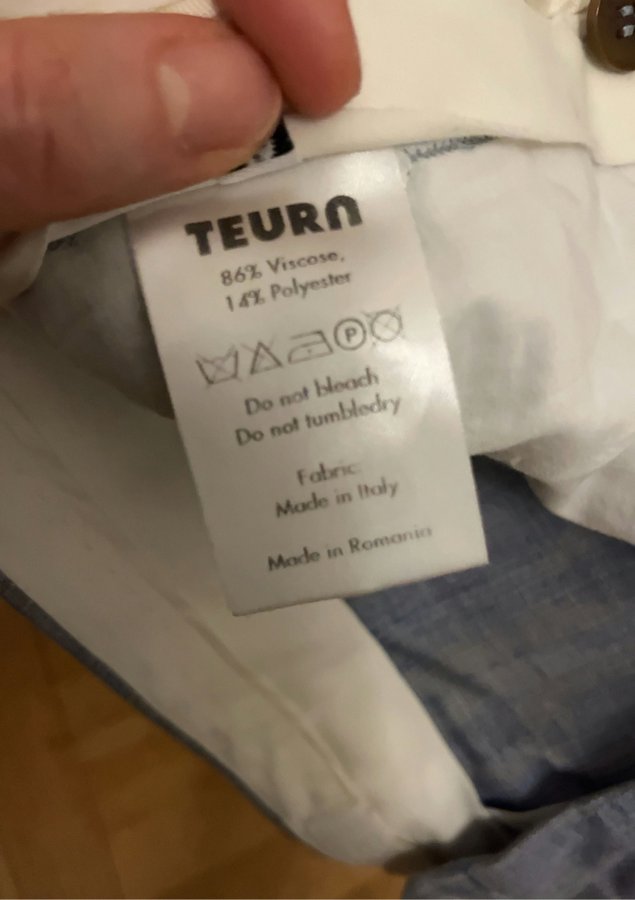 TEURN
86% Viscose,
14% Polyester
P
Do not bleach
Do not tumbledry
Fabric:
Made in Italy
Made in Romania